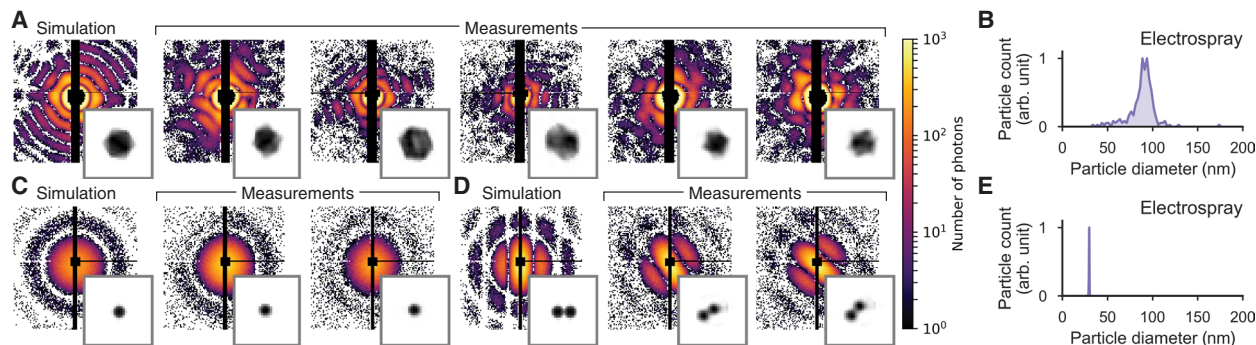 A
Simulation
Measurements
10³
10²
10¹
10⁰
Number of photons
B
Electrospray
Particle count
(arb. unit)
1
0
0 50 100 150 200
Particle diameter (nm)
C
Simulation
Measurements
D
Simulation
Measurements
E
Electrospray
Particle count
(arb. unit)
1
0
0 50 100 150 200
Particle diameter (nm)